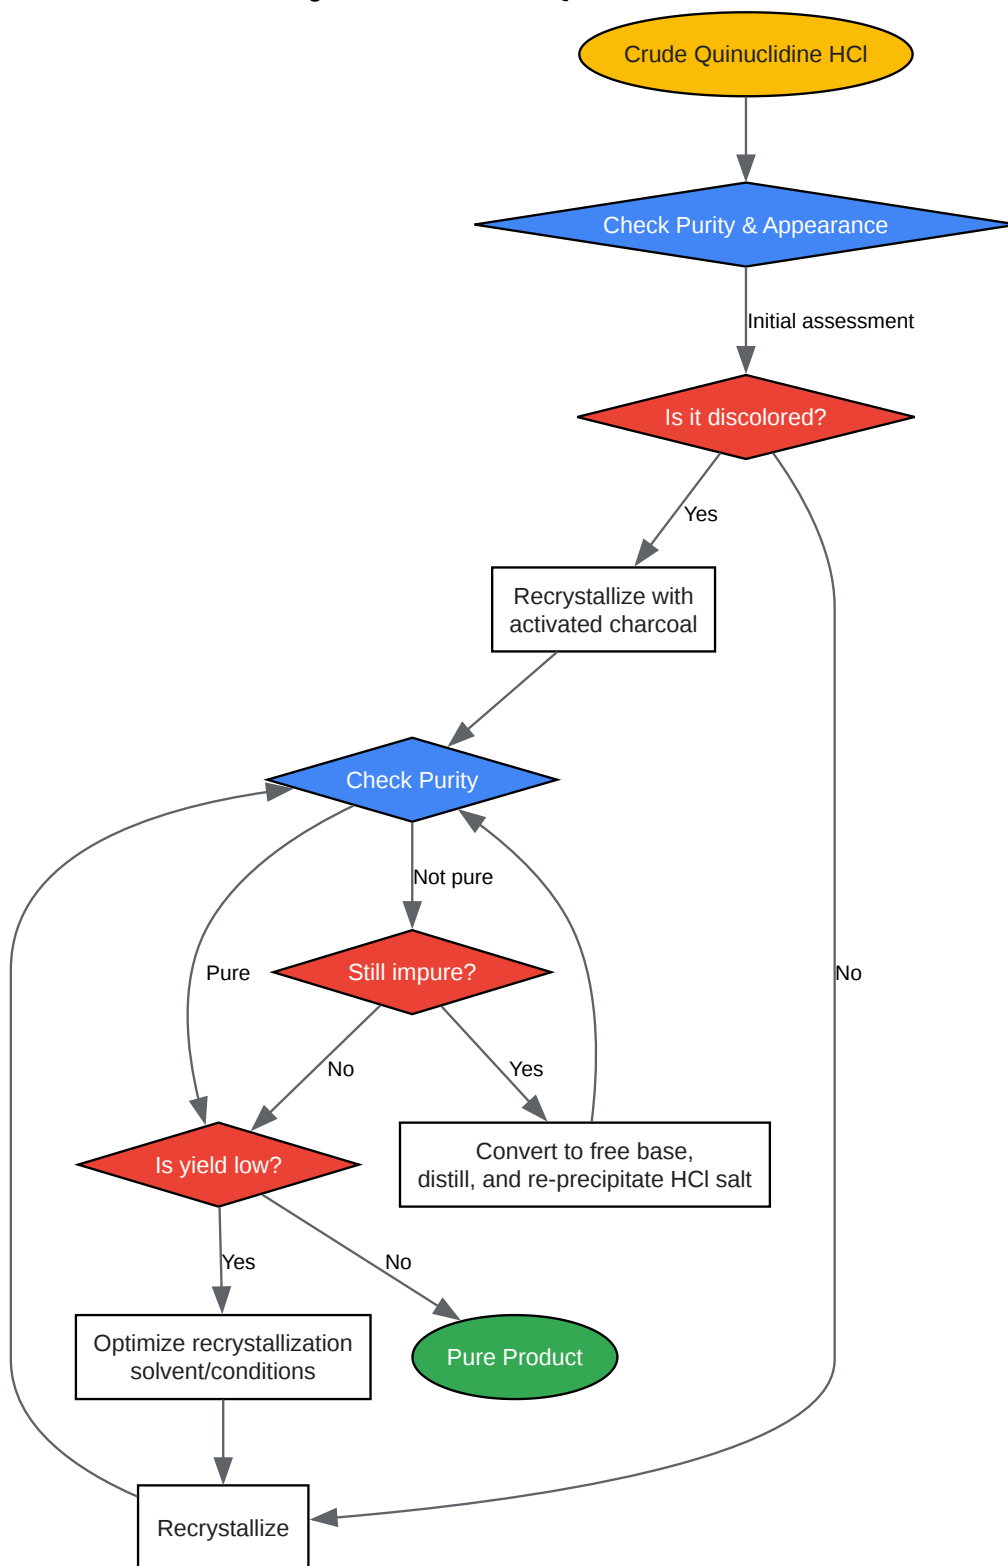 Crude Quinuclidine HCl
Check Purity & Appearance
Initial assessment
Is it discolored?
Yes
Recrystallize with
activated charcoal
Check Purity
Not pure
Still impure?
Pure
No
No
Yes
Is yield low?
Convert to free base,
distill, and re-precipitate HCl salt
Yes
No
Optimize recrystallization
solvent/conditions
Pure Product
Recrystallize